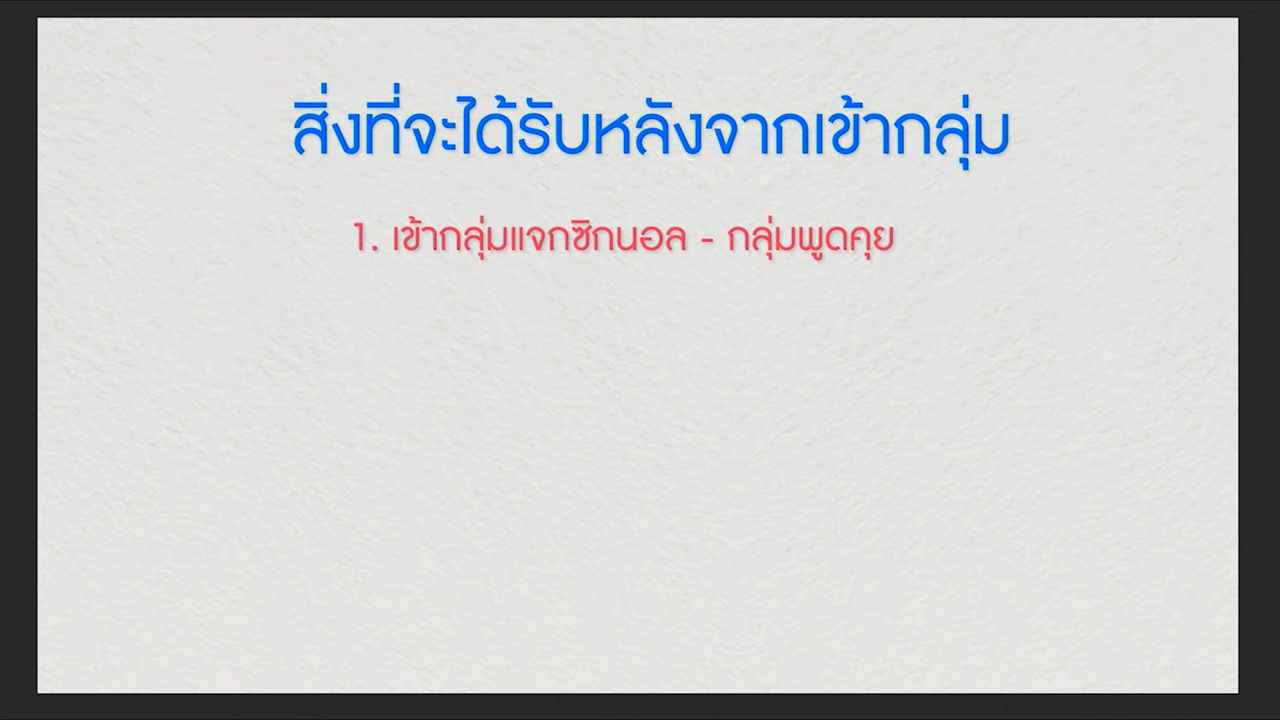 สิ่งที่จะได้รับหลังจากเข้ากลุ่ม
1. เข้ากลุ่มแจกซิกนอล - กลุ่มพูดคุย